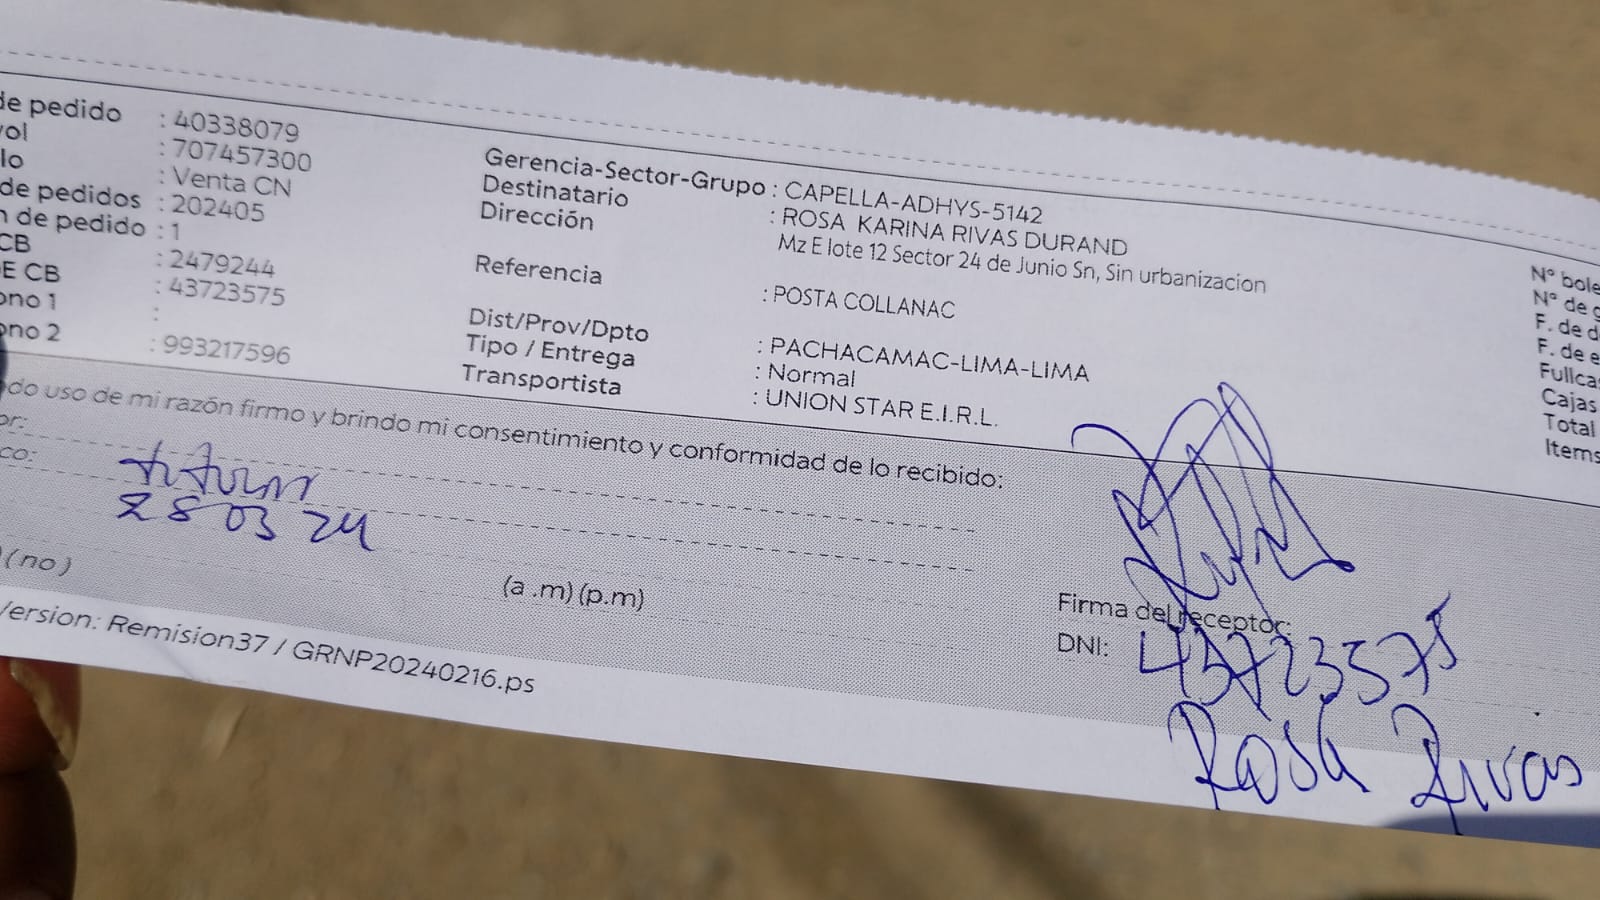 de pedido : 40338079
vol : 707457300
lo : Venta CN
de pedidos : 202405
n de pedido : 1
CB : 2479244
E CB : 43723575
ono 1 :
ono 2 : 993217596
Gerencia-Sector-Grupo : CAPELLA-ADHYS-5142
Destinatario : ROSA KARINA RIVAS DURAND
Dirección Mz E lote 12 Sector 24 de Junio Sn, Sin urbanizacion
Referencia : POSTA COLLANAC
Dist/Prov/Dpto : PACHACAMAC-LIMA-LIMA
Tipo / Entrega : Normal
Transportista : UNION STAR E.I.R.L.
N° bole
N° de g
F. de d
F. de e
Fullca
Cajas
Total
Items
do uso de mi razón firmo y brindo mi consentimiento y conformidad de lo recibido:
or:
co:
28 03 24
(no)
(a .m) (p.m)
Firma del receptor:
DNI: 43723575
Rosa Rivas
Version: Remision37 / GRNP20240216.ps